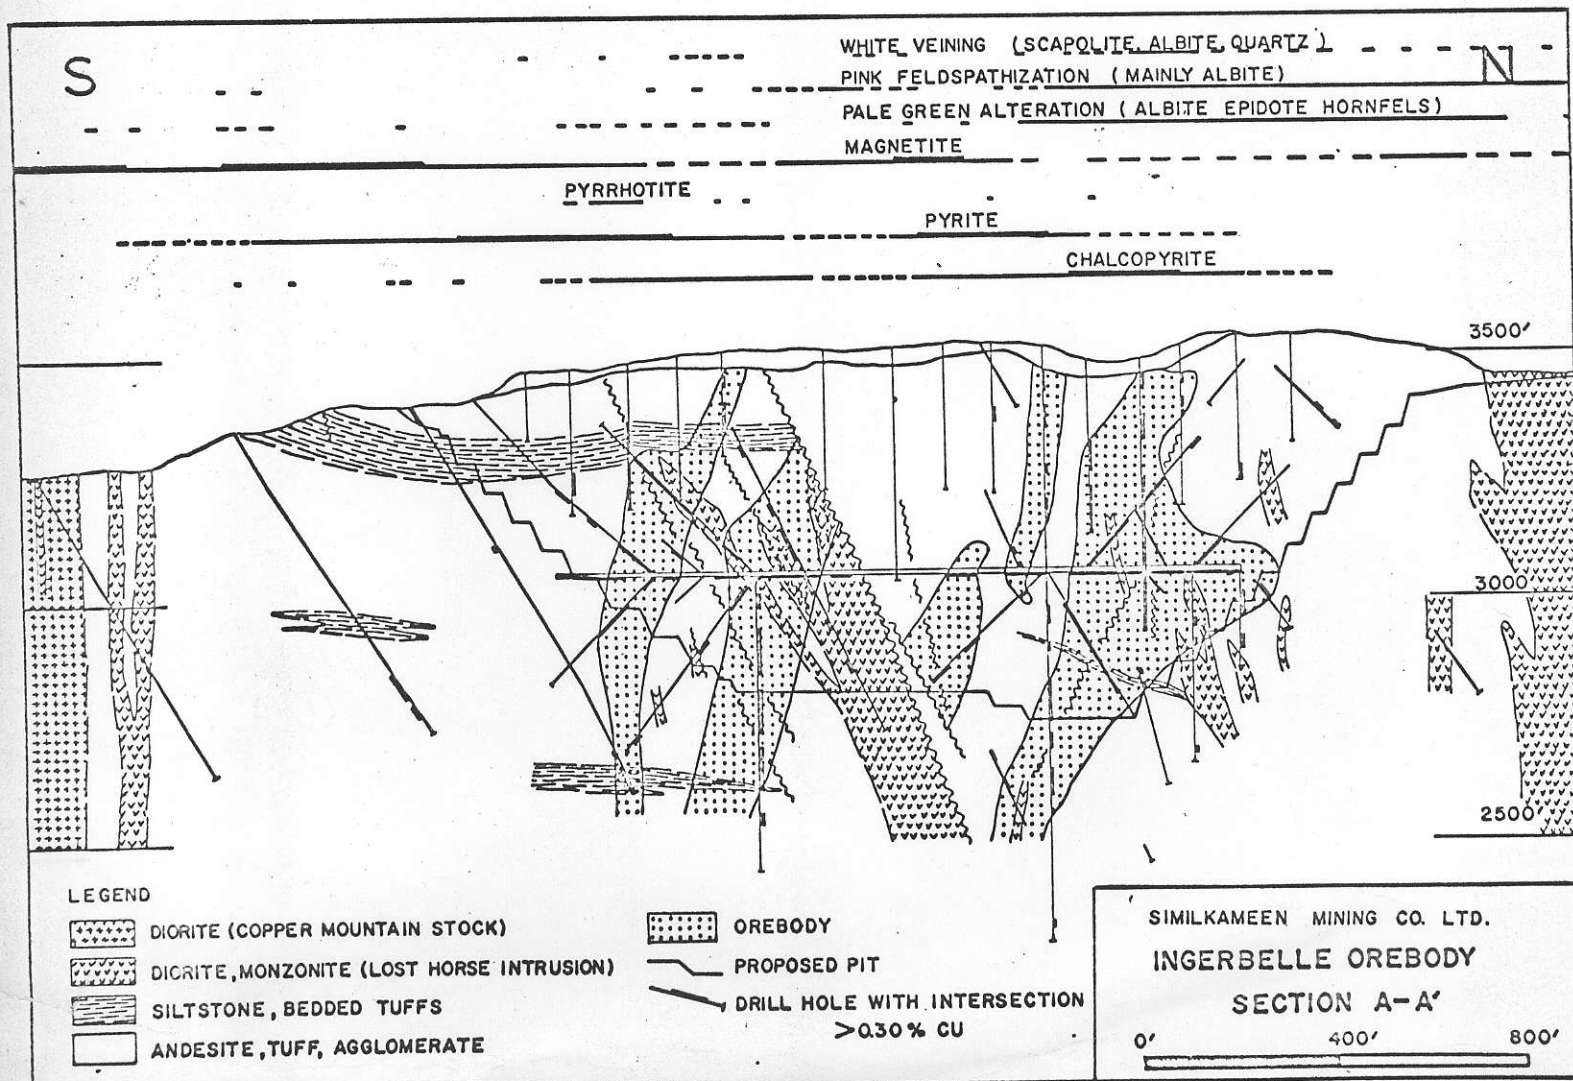 S
N
WHITE VEINING (SCAPOLITE, ALBITE, QUARTZ)
PINK FELDSPATHIZATION (MAINLY ALBITE)
PALE GREEN ALTERATION (ALBITE EPIDOTE HORNFELS)
MAGNETITE
PYRRHOTITE
PYRITE
CHALCOPYRITE
3500'
3000
2500'
LEGEND
DIORITE (COPPER MOUNTAIN STOCK)
DIORITE, MONZONITE (LOST HORSE INTRUSION)
SILTSTONE, BEDDED TUFFS
ANDESITE, TUFF, AGGLOMERATE
OREBODY
PROPOSED PIT
DRILL HOLE WITH INTERSECTION
>0.30% CU
SIMILKAMEEN MINING CO. LTD.
INGERBELLE OREBODY
SECTION A-A'
0' 400' 800'